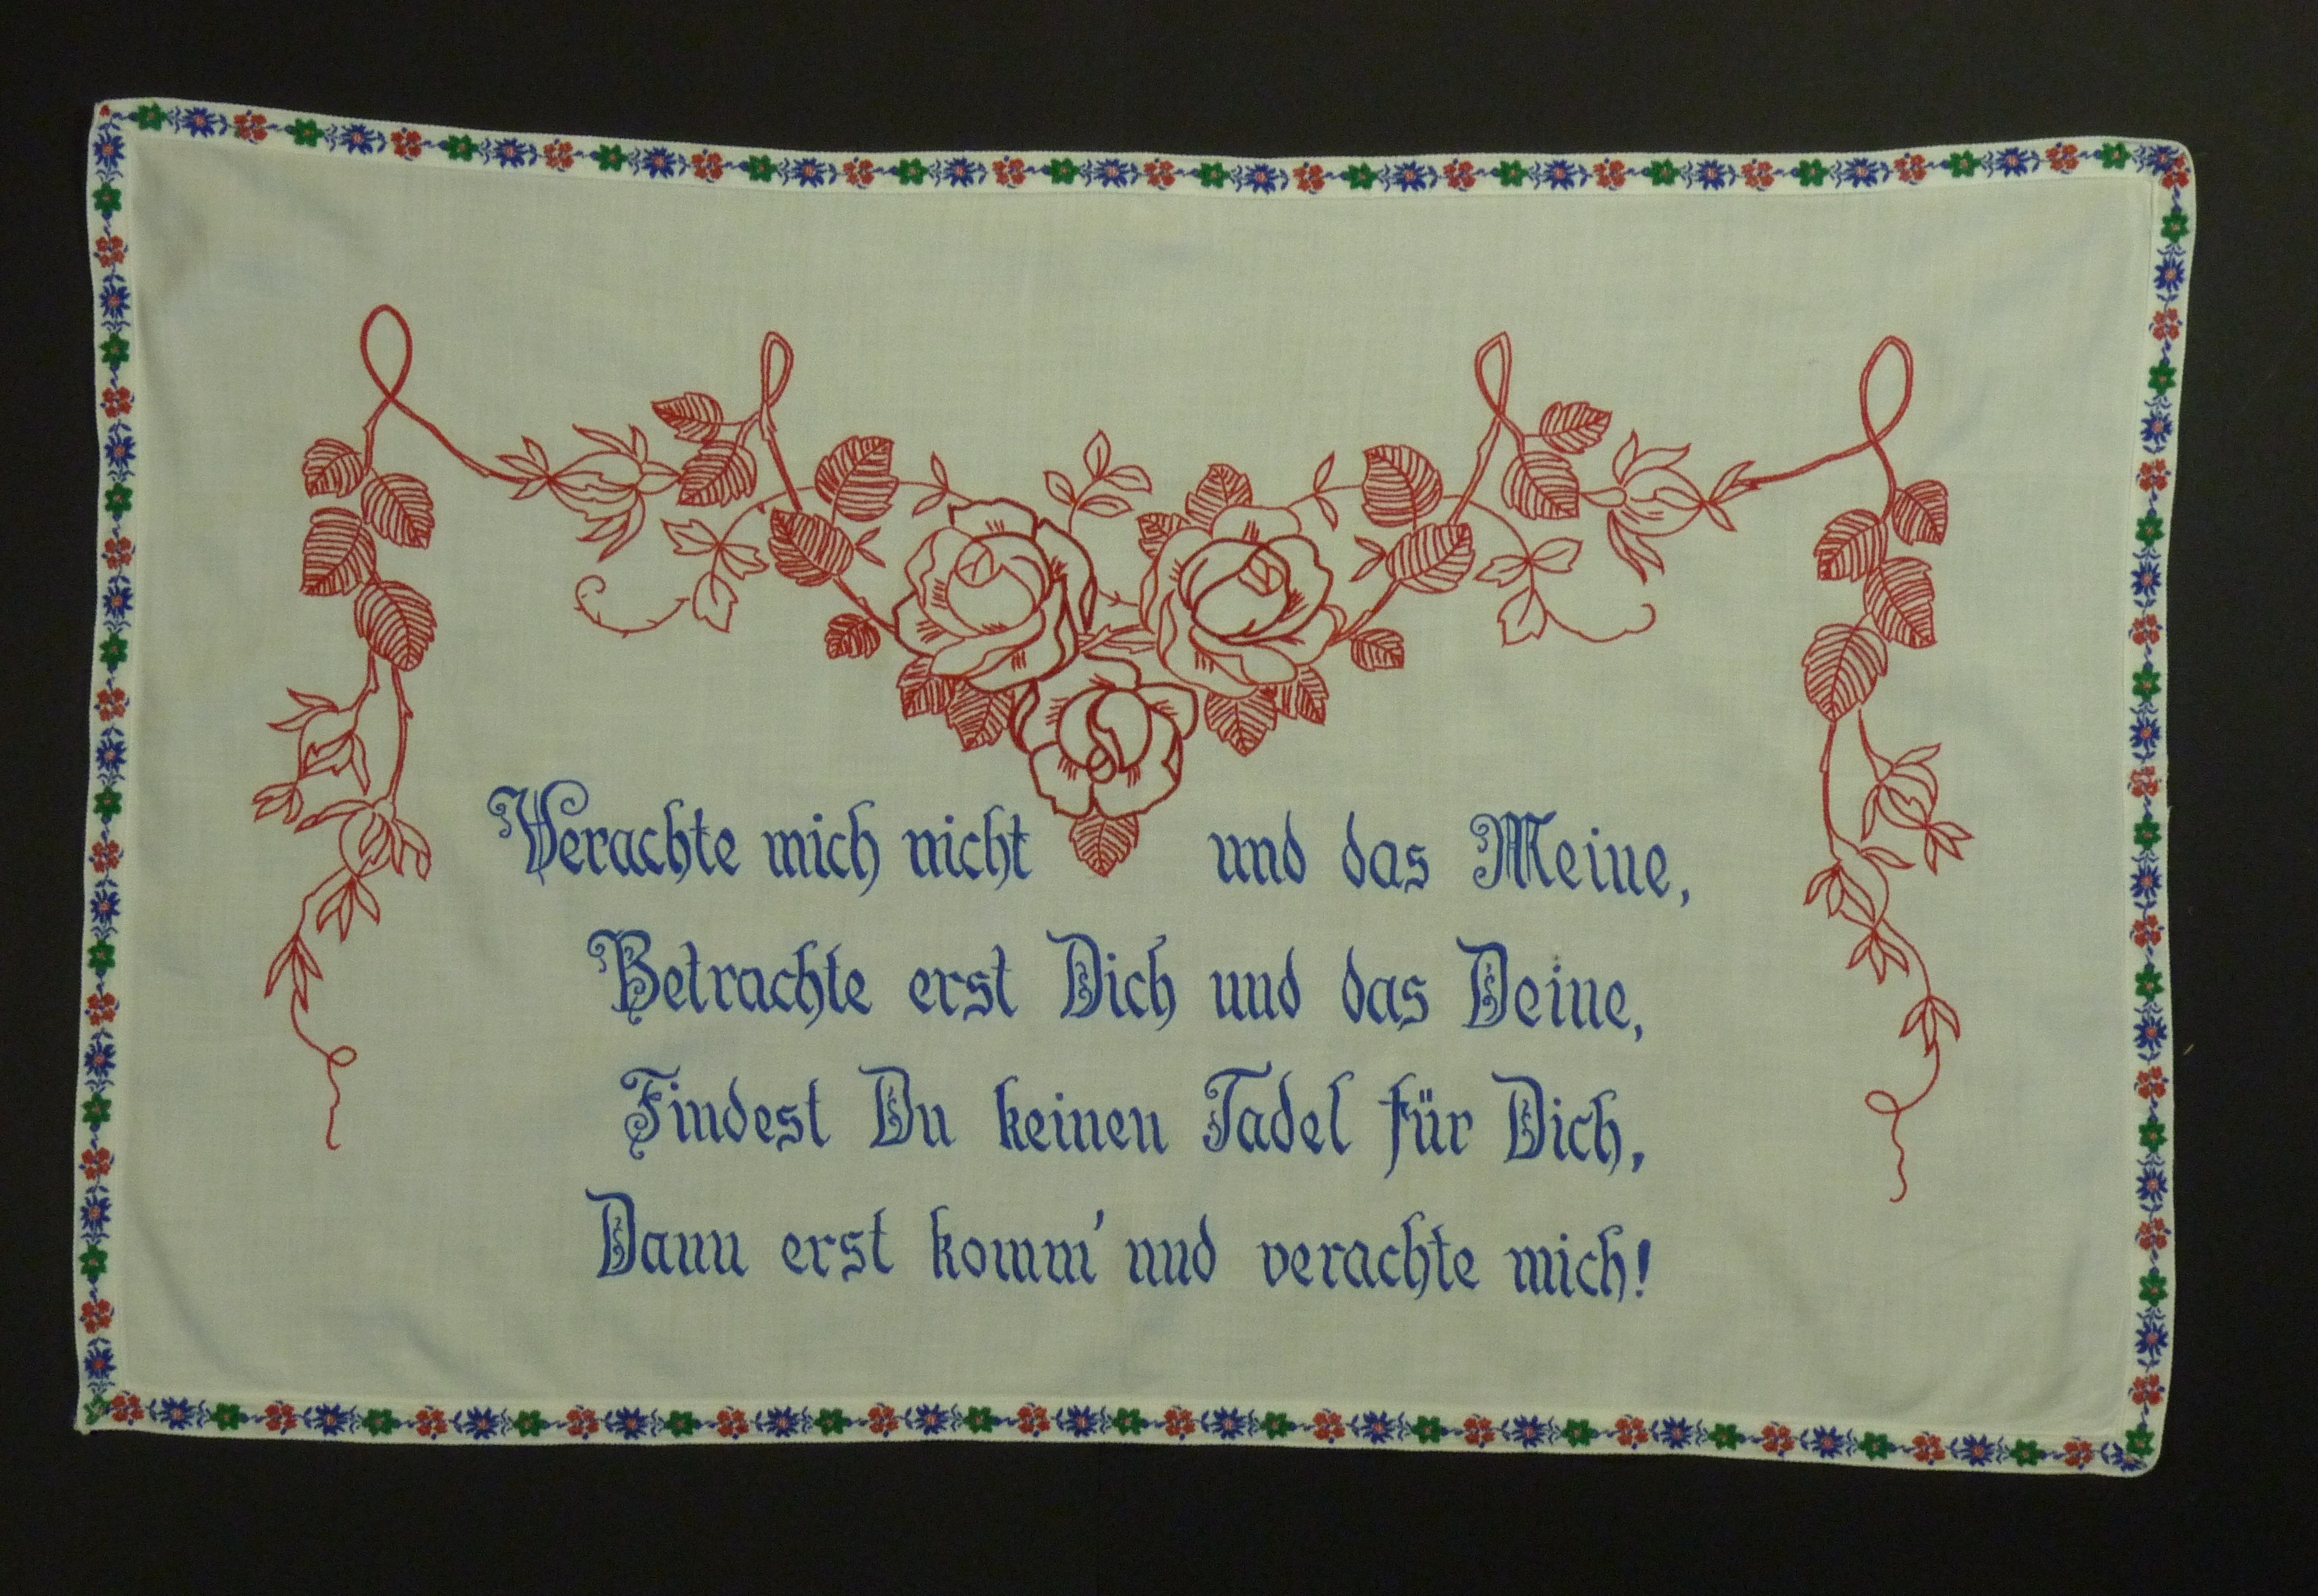 Verachte mich nicht und das Meine,
Betrachte erst Dich und das Deine,
Findest Du keinen Tadel für Dich,
Dann erst komm' und verachte mich!